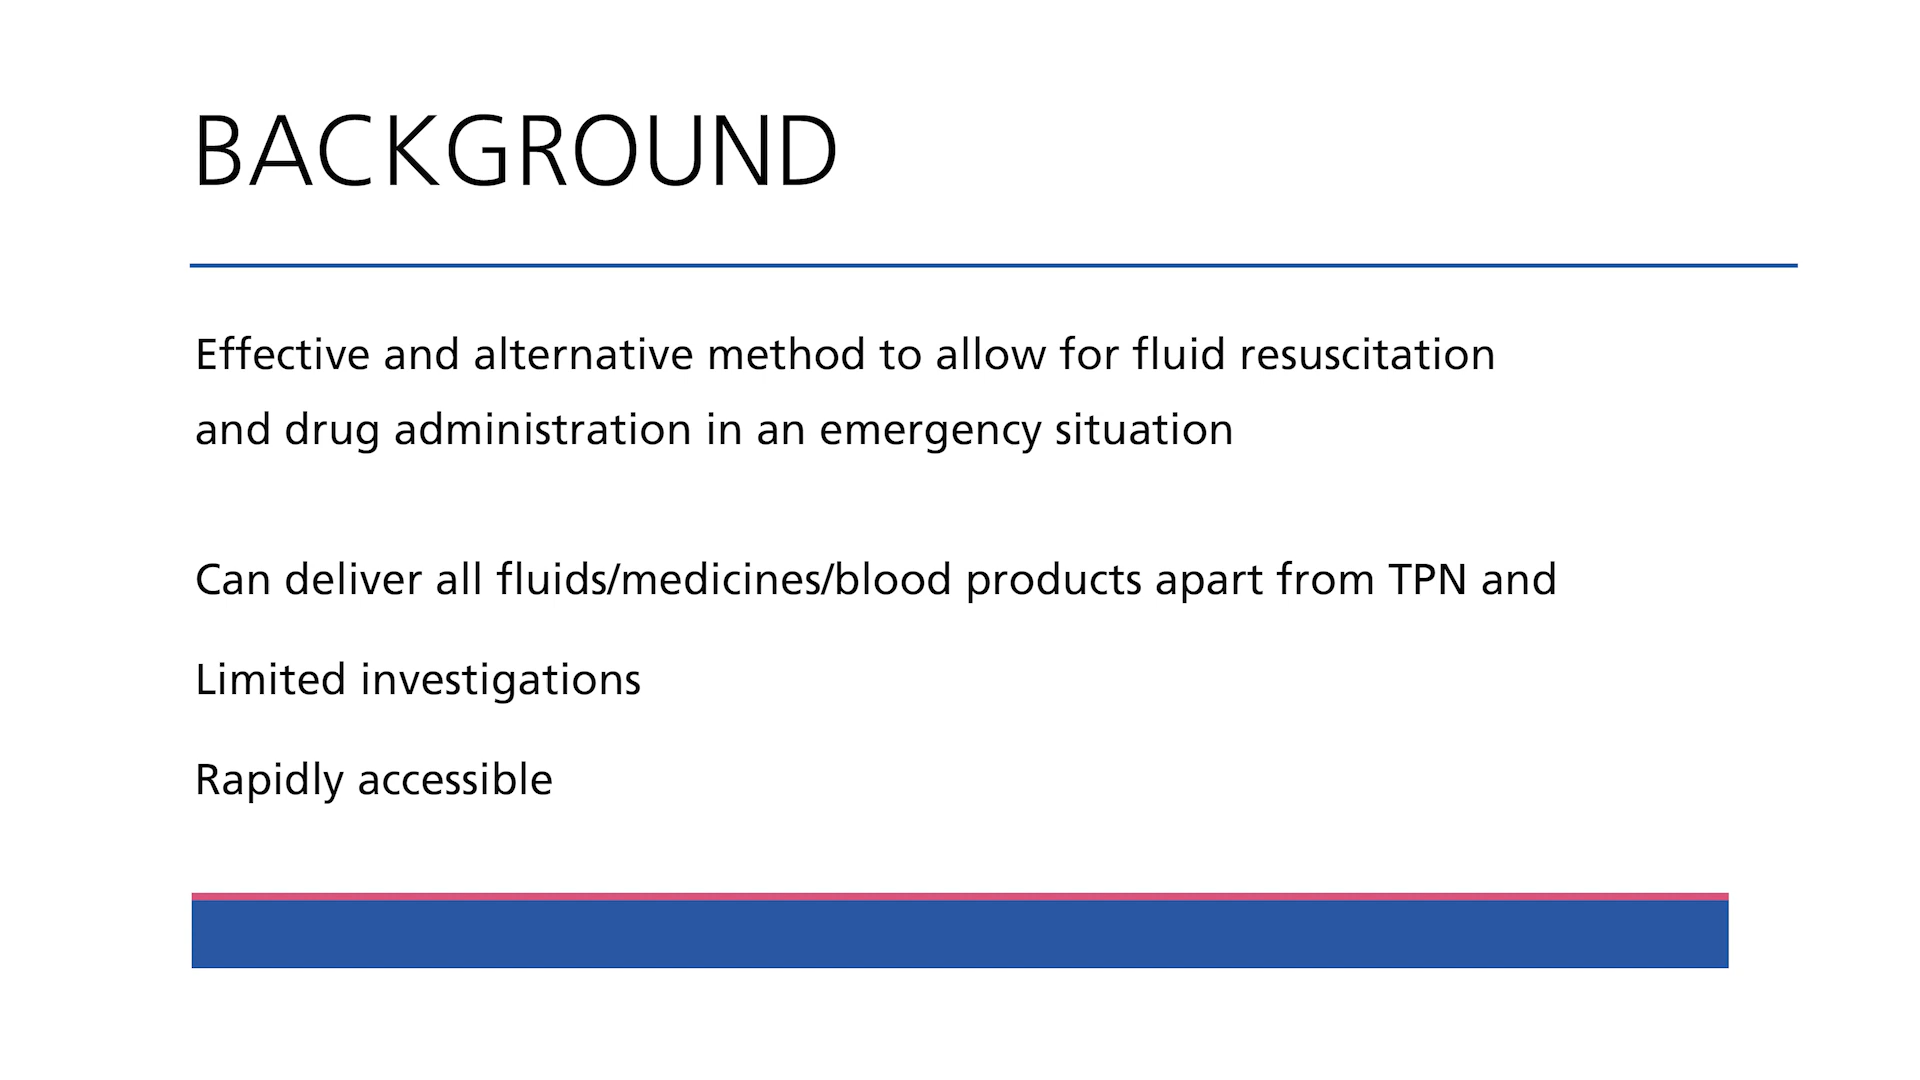 BACKGROUND
Effective and alternative method to allow for fluid resuscitation
and drug administration in an emergency situation
Can deliver all fluids/medicines/blood products apart from TPN and
Limited investigations
Rapidly accessible